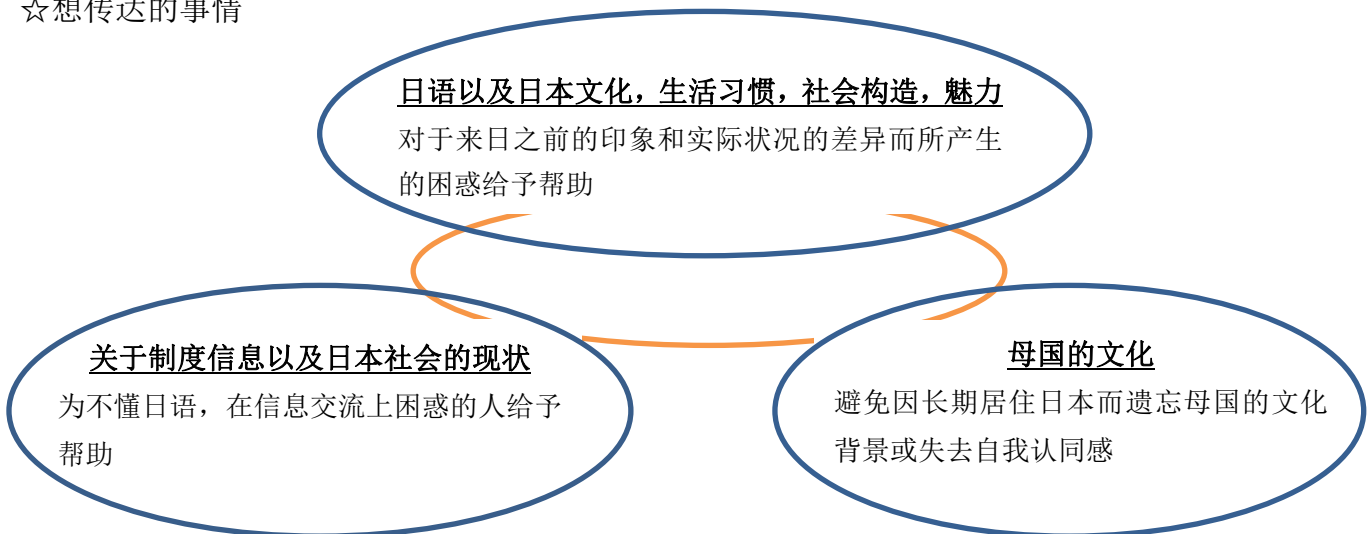 ☆想传达的事情
日语以及日本文化，生活习惯，社会构造，魅力
对于来日之前的印象和实际状况的差异而所产生
的困惑给予帮助
关于制度信息以及日本社会的现状
为不懂日语，在信息交流上困惑的人给予
帮助
母国的文化
避免因长期居住日本而遗忘母国的文化
背景或失去自我认同感